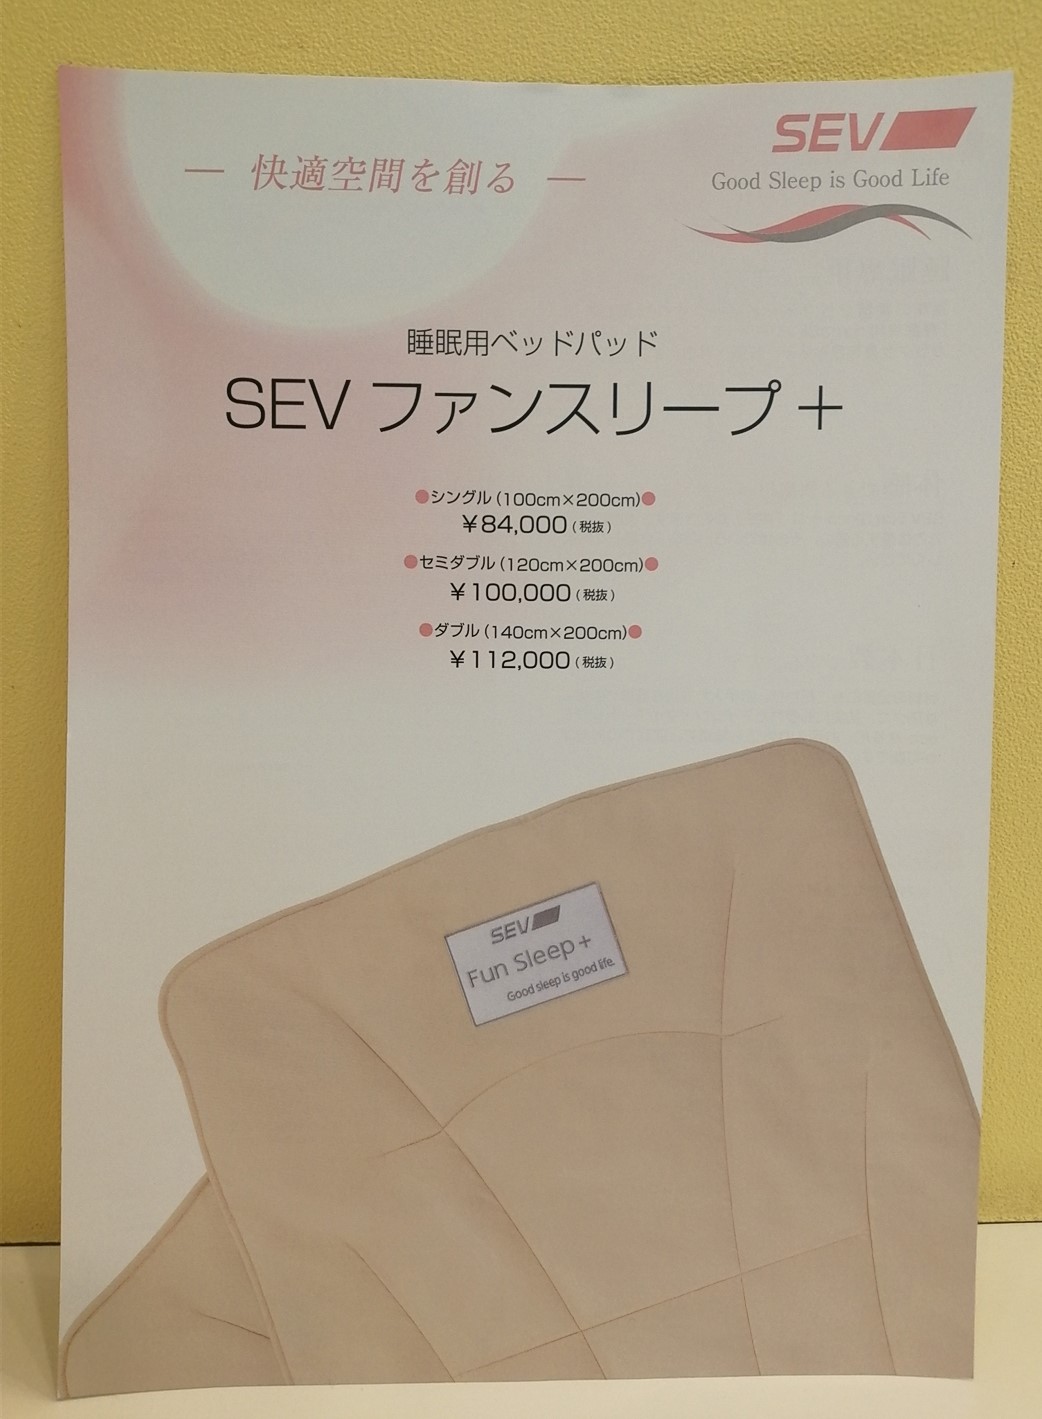 ― 快適空間を創る ―
SEV
Good Sleep is Good Life
睡眠用ベッドパッド
SEV ファンスリープ＋
●シングル（100cm×200cm）●
￥84,000（税抜）
●セミダブル（120cm×200cm）●
￥100,000（税抜）
●ダブル（140cm×200cm）●
￥112,000（税抜）
SEV
Fun Sleep+
Good sleep is good life.